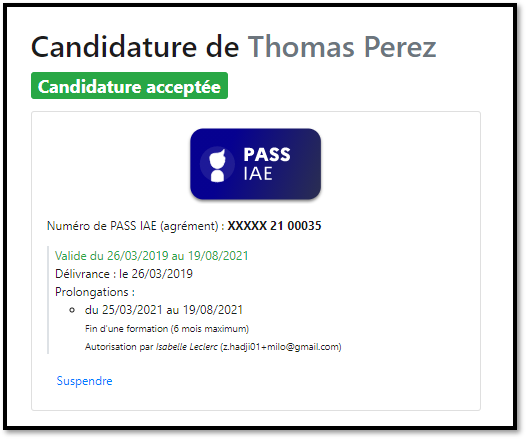 Candidature de Thomas Perez
Candidature acceptée
PASS
IAE
Numéro de PASS IAE (agrément) : XXXXX 21 00035
Valide du 26/03/2019 au 19/08/2021
Délivrance : le 26/03/2019
Prolongations :
du 25/03/2021 au 19/08/2021
Fin d'une formation (6 mois maximum)
Autorisation par Isabelle Leclerc (z.hadji01+milo@gmail.com)
Suspendre